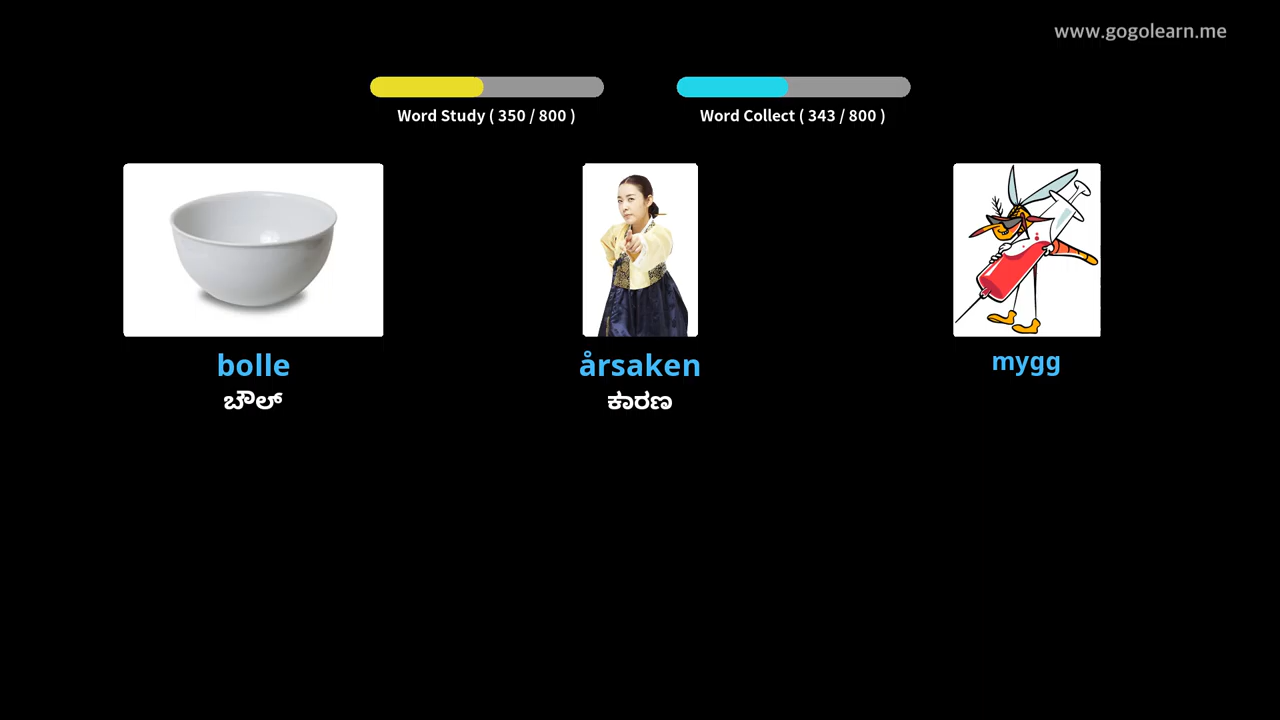 www.gogolearn.me
Word Study ( 350 / 800 )
Word Collect ( 343 / 800 )
bolle
ಬೌಲ್
årsaken
ಕಾರಣ
mygg